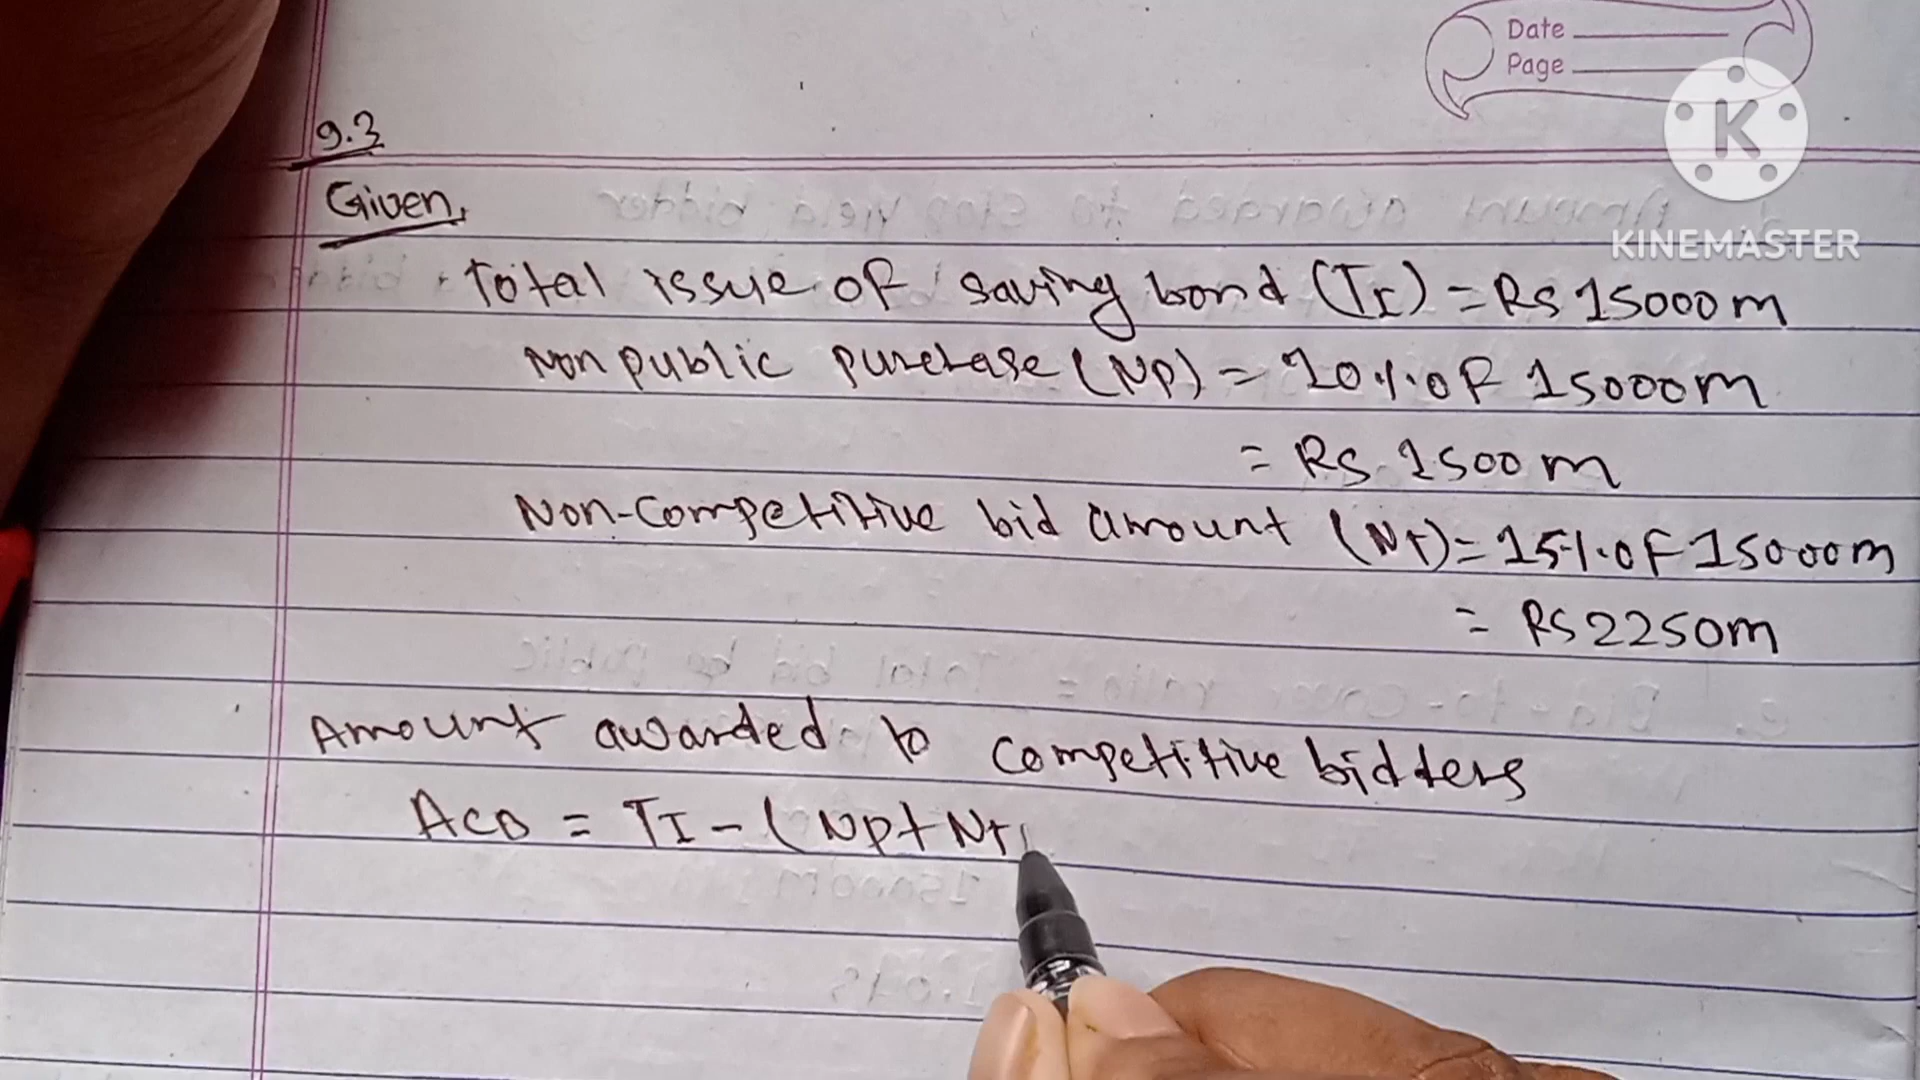 Date
Page
KINEMASTER
9.3
Given,
Total issue of saving bond (TI) = Rs 15000m
Non public purchase (NP) = 10% of 15000m
= Rs 1500m
Non-competitive bid amount (NT) = 15% of 15000m
= Rs 2250m
Amount awarded to competitive bidders
ACB = TI - (NP + NT)